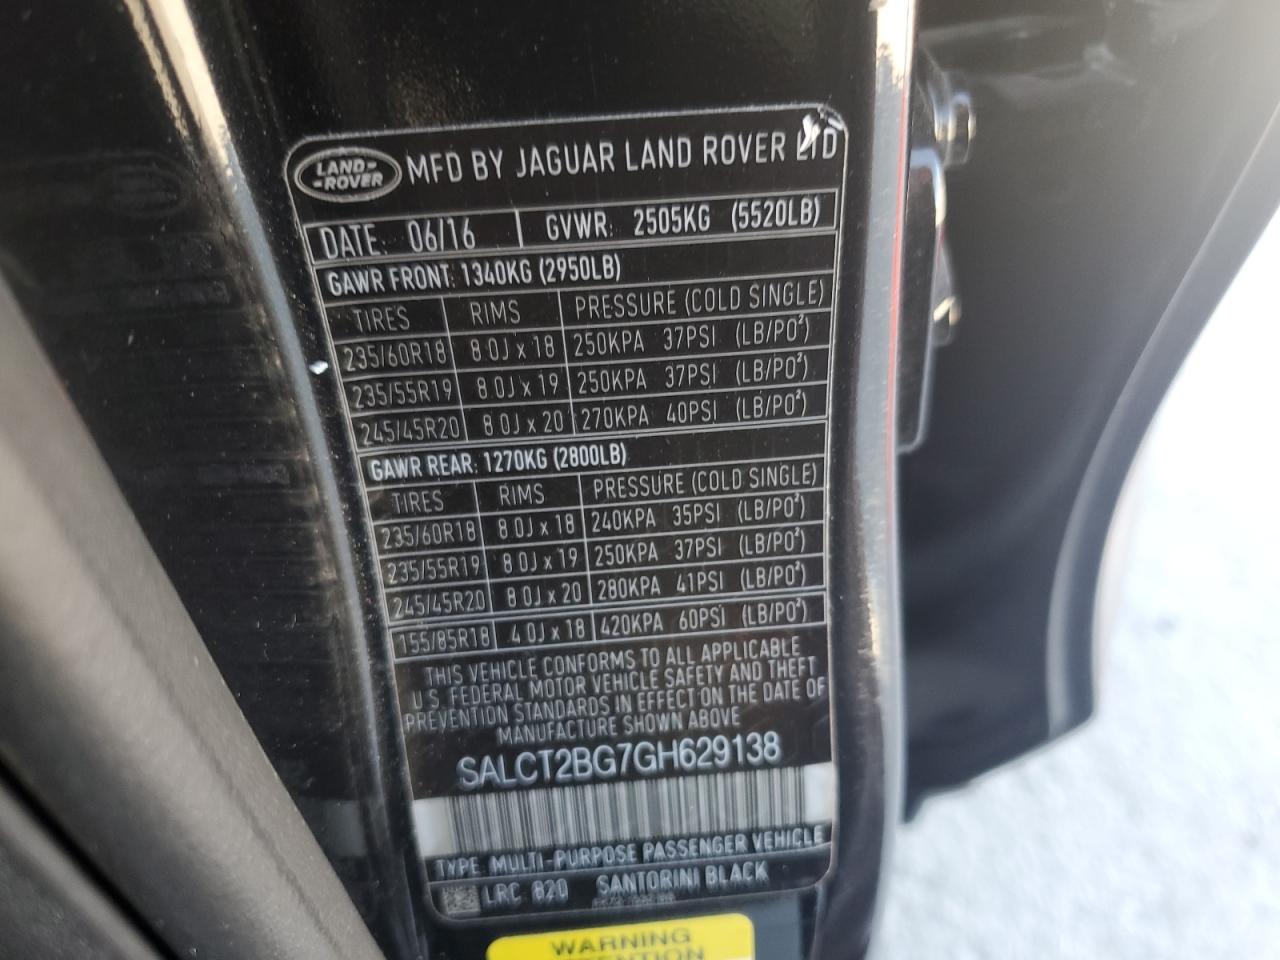 LAND-
-ROVER
MFD BY JAGUAR LAND ROVER LTD
DATE: 06/16 GVWR: 2505KG (5520LB)
GAWR FRONT: 1340KG (2950LB)
TIRES RIMS PRESSURE (COLD SINGLE)
235/60R18 8.0J x 18 250KPA 37PSI (LB/PO²)
235/55R19 8.0J x 19 250KPA 37PSI (LB/PO²)
245/45R20 8.0J x 20 270KPA 40PSI (LB/PO²)
GAWR REAR: 1270KG (2800LB)
TIRES RIMS PRESSURE (COLD SINGLE)
235/60R18 8.0J x 18 240KPA 35PSI (LB/PO²)
235/55R19 8.0J x 19 250KPA 37PSI (LB/PO²)
245/45R20 8.0J x 20 280KPA 41PSI (LB/PO²)
155/85R18 4.0J x 18 420KPA 60PSI (LB/PO²)
THIS VEHICLE CONFORMS TO ALL APPLICABLE
U.S. FEDERAL MOTOR VEHICLE SAFETY AND THEFT
PREVENTION STANDARDS IN EFFECT ON THE DATE OF
MANUFACTURE SHOWN ABOVE
SALCT2BG7GH629138
TYPE: MULTI-PURPOSE PASSENGER VEHICLE
LRC 820 SANTORINI BLACK
WARNING
ATTENTION